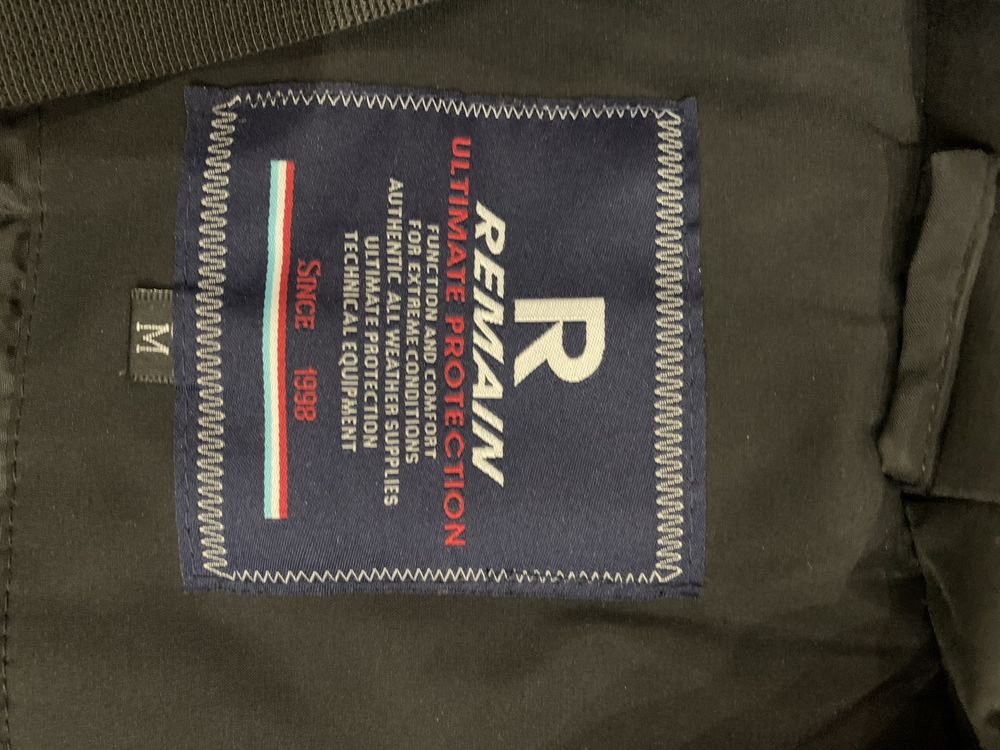 R
REMAIN
ULTIMATE PROTECTION
FUNCTION AND COMFORT
FOR EXTREME CONDITIONS
AUTHENTIC ALL WEATHER SUPPLIES
ULTIMATE PROTECTION
TECHNICAL EQUIPMENT
SINCE 1998
M